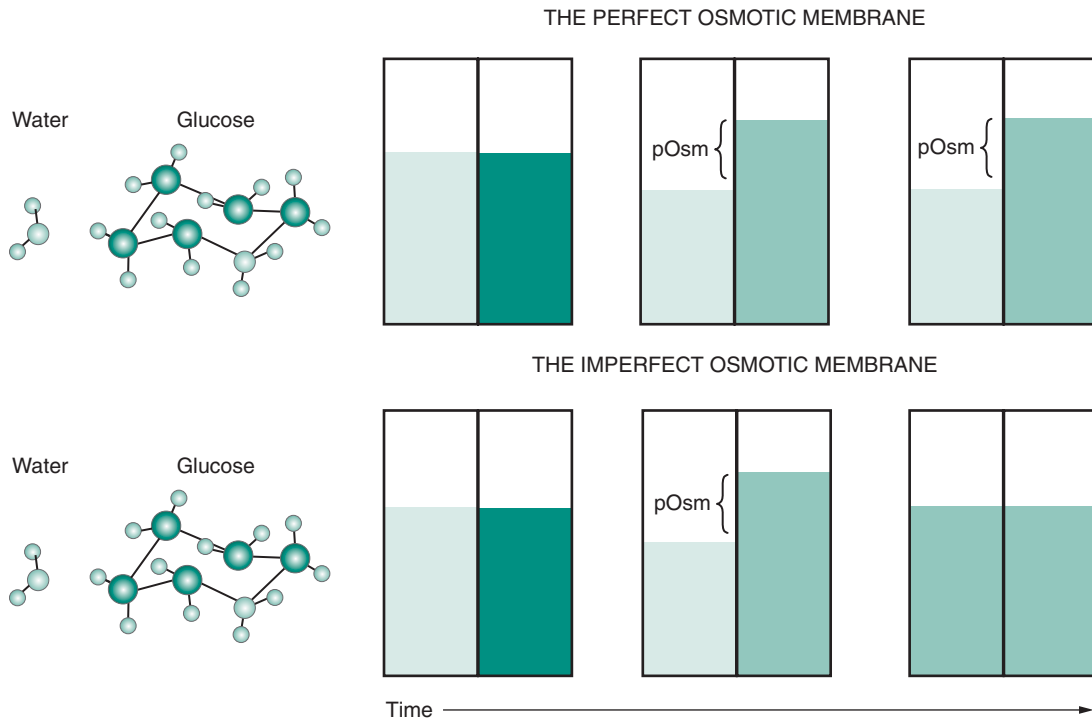 THE PERFECT OSMOTIC MEMBRANE
Water
Glucose
pOsm
pOsm
THE IMPERFECT OSMOTIC MEMBRANE
Water
Glucose
pOsm
Time